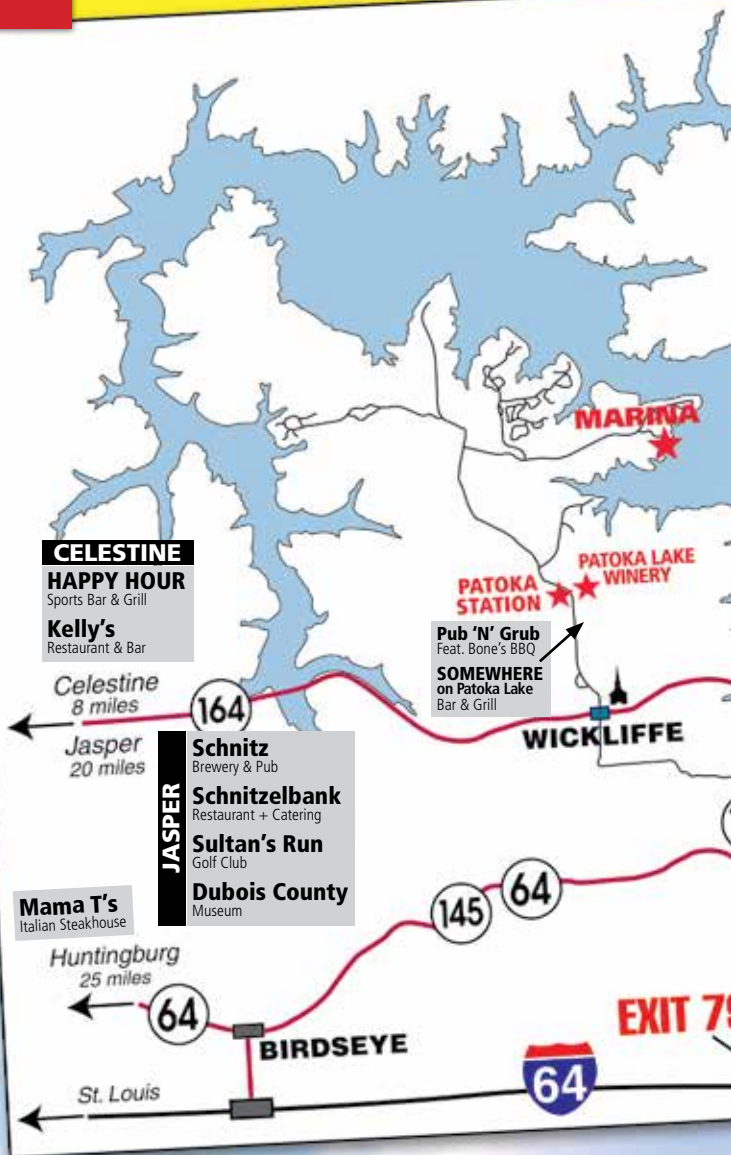 MARINA
CELESTINE
HAPPY HOUR
Sports Bar & Grill
Kelly's
Restaurant & Bar
PATOKA LAKE
WINERY
PATOKA
STATION
Pub 'N' Grub
Feat. Bone's BBQ
SOMEWHERE
on Patoka Lake
Bar & Grill
Celestine
8 miles
164
Jasper
20 miles
WICKLIFFE
JASPER
Schnitz
Brewery & Pub
Schnitzelbank
Restaurant + Catering
Sultan's Run
Golf Club
Dubois County
Museum
145
64
Mama T's
Italian Steakhouse
Huntingburg
25 miles
64
BIRDSEYE
EXIT 79
64
St. Louis